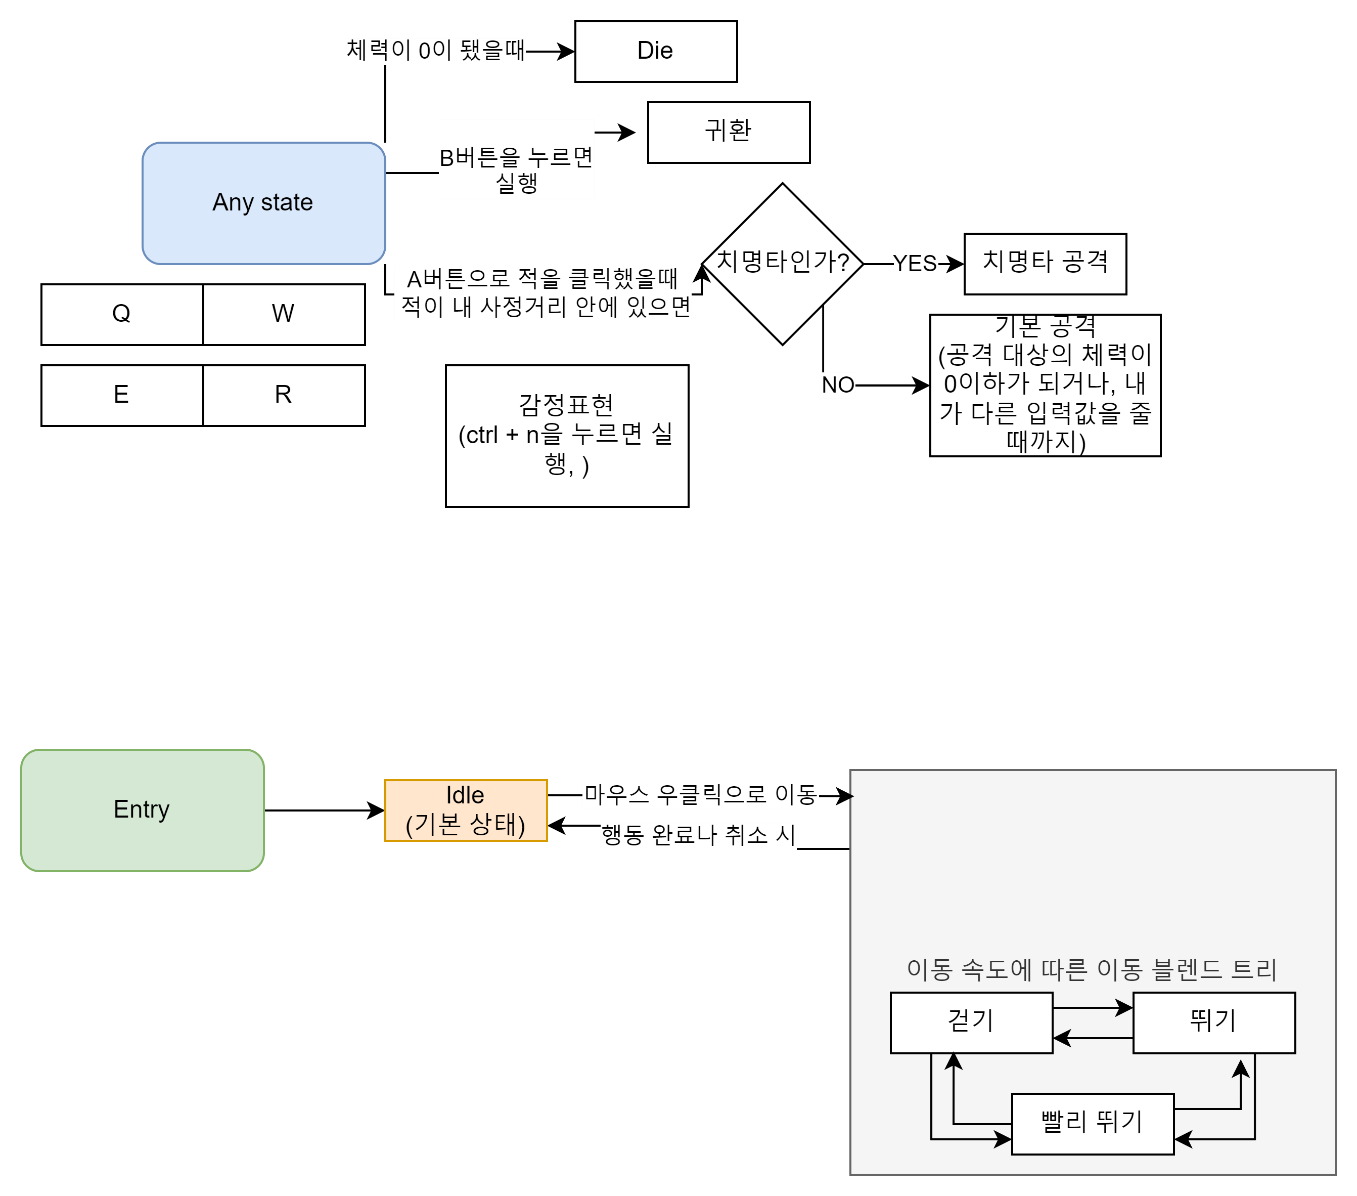 체력이 0이 됐을때
Die
귀환
B버튼을 누르면
실행
Any state
치명타인가?
YES
치명타 공격
A버튼으로 적을 클릭했을때
적이 내 사정거리 안에 있으면
Q
W
E
R
NO
기본 공격
(공격 대상의 체력이
0이하가 되거나, 내
가 다른 입력값을 줄
때까지)
감정표현
(ctrl + n을 누르면 실
행, )
Entry
Idle
(기본 상태)
마우스 우클릭으로 이동
행동 완료나 취소 시
이동 속도에 따른 이동 블렌드 트리
걷기
뛰기
빨리 뛰기